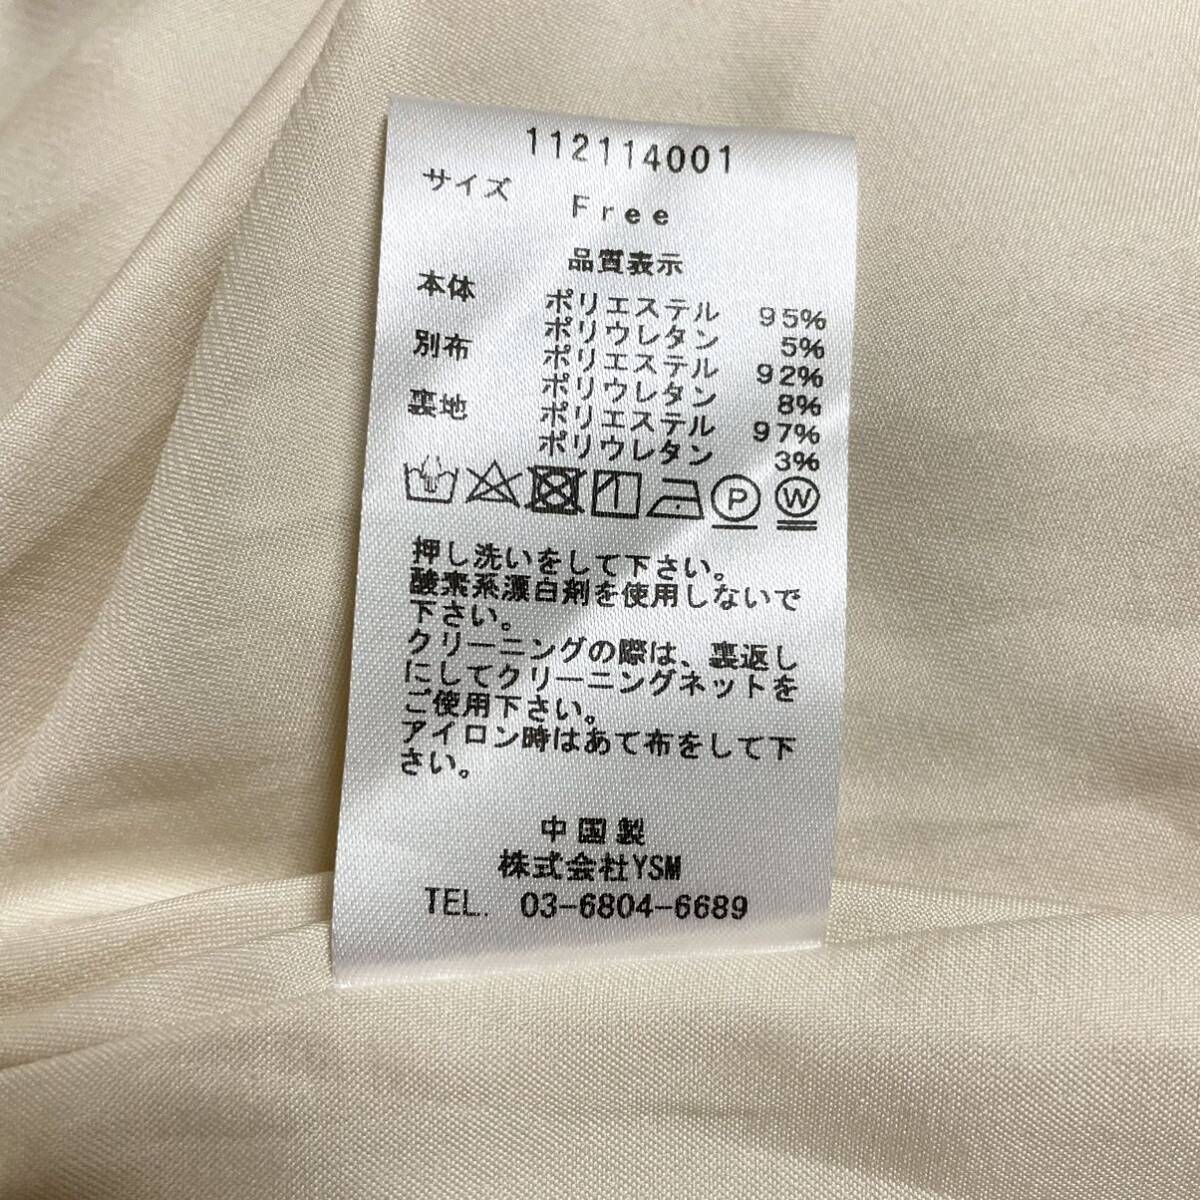 112114001
サイズ Free
品質表示
本体 ポリエステル 95%
ポリウレタン 5%
別布 ポリエステル 92%
ポリウレタン 8%
裏地 ポリエステル 97%
ポリウレタン 3%
P W
押し洗いをして下さい。
酸素系漂白剤を使用しないで
下さい。
クリーニングの際は、裏返し
にしてクリーニングネットを
ご使用下さい。
アイロン時はあて布をして下
さい。
中国製
株式会社YSM
TEL. 03-6804-6689